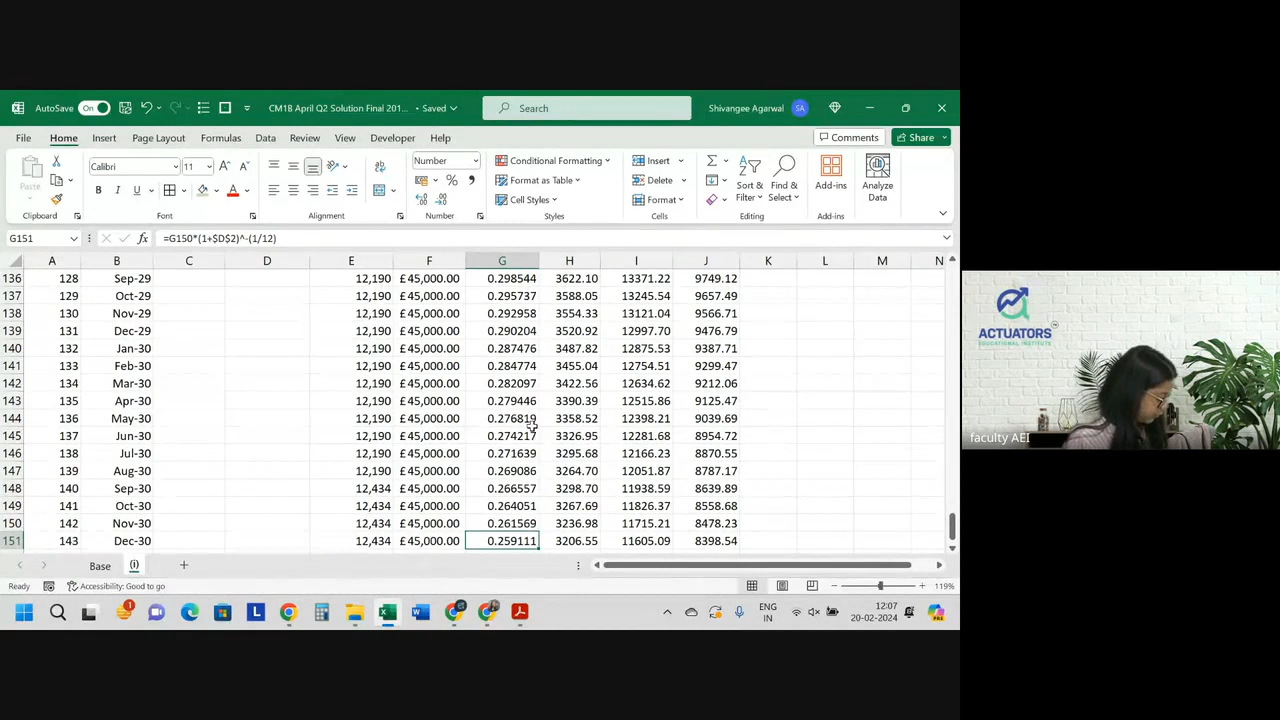 AutoSave On CM1B April Q2 Solution Final 201... • Saved Search Shivangee Agarwal SA
File Home Insert Page Layout Formulas Data Review View Developer Help Comments Share
Paste Calibri 11 Number Conditional Formatting Insert Sort & Filter Find & Select Add-ins Analyze Data
Format as Table Delete
Cell Styles Format
Clipboard Font Alignment Number Styles Cells Editing Add-ins
G151 fx =G150*(1+$D$2)^-(1/12)
A B C D E F G H I J K L M N
136 128 Sep-29 12,190 £45,000.00 0.298544 3622.10 13371.22 9749.12
137 129 Oct-29 12,190 £45,000.00 0.295737 3588.05 13245.54 9657.49
138 130 Nov-29 12,190 £45,000.00 0.292958 3554.33 13121.04 9566.71
139 131 Dec-29 12,190 £45,000.00 0.290204 3520.92 12997.70 9476.79
140 132 Jan-30 12,190 £45,000.00 0.287476 3487.82 12875.53 9387.71
141 133 Feb-30 12,190 £45,000.00 0.284774 3455.04 12754.51 9299.47
142 134 Mar-30 12,190 £45,000.00 0.282097 3422.56 12634.62 9212.06
143 135 Apr-30 12,190 £45,000.00 0.279446 3390.39 12515.86 9125.47
144 136 May-30 12,190 £45,000.00 0.276819 3358.52 12398.21 9039.69
145 137 Jun-30 12,190 £45,000.00 0.274217 3326.95 12281.68 8954.72
146 138 Jul-30 12,190 £45,000.00 0.271639 3295.68 12166.23 8870.55
147 139 Aug-30 12,190 £45,000.00 0.269086 3264.70 12051.87 8787.17
148 140 Sep-30 12,434 £45,000.00 0.266557 3298.70 11938.59 8639.89
149 141 Oct-30 12,434 £45,000.00 0.264051 3267.69 11826.37 8558.68
150 142 Nov-30 12,434 £45,000.00 0.261569 3236.98 11715.21 8478.23
151 143 Dec-30 12,434 £45,000.00 0.259111 3206.55 11605.09 8398.54
Base (i)
Ready Accessibility: Good to go 119%
ENG IN 12:07 20-02-2024
ACTUATORS
EDUCATIONAL INSTITUTE
faculty AEI